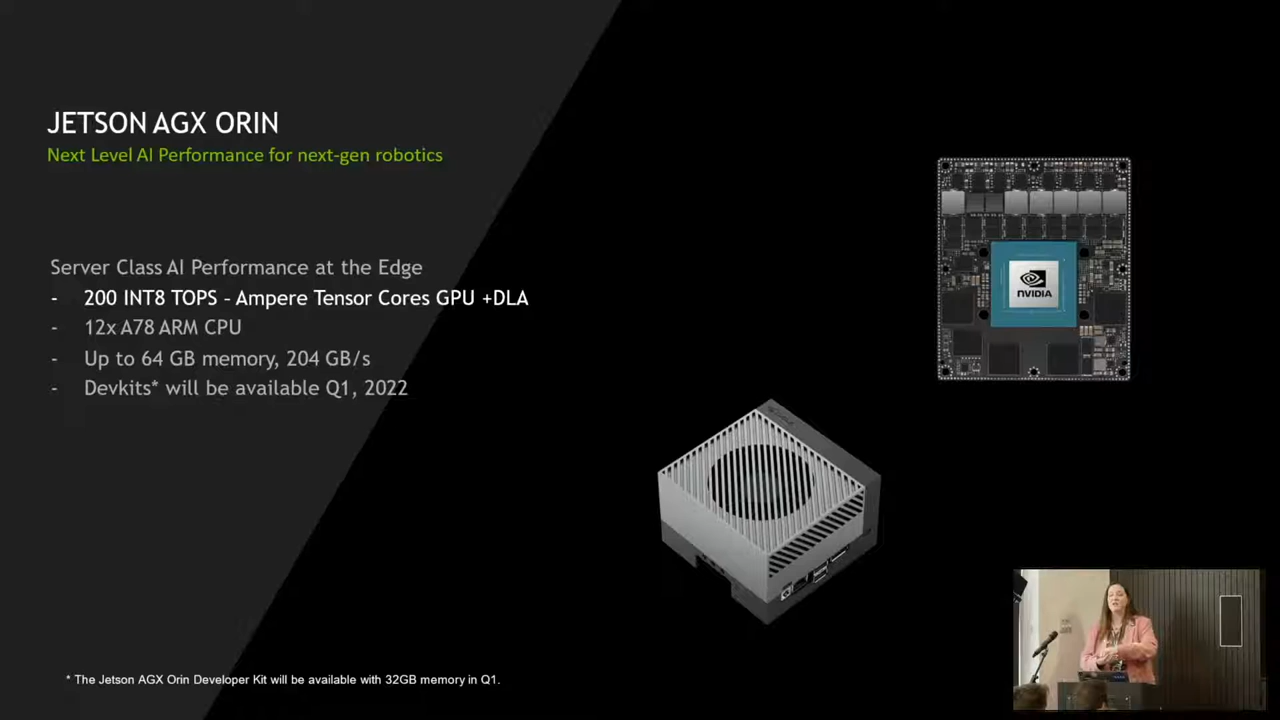 JETSON AGX ORIN
Next Level AI Performance for next-gen robotics
Server Class AI Performance at the Edge
- 200 INT8 TOPS – Ampere Tensor Cores GPU +DLA
- 12x A78 ARM CPU
- Up to 64 GB memory, 204 GB/s
- Devkits* will be available Q1, 2022
NVIDIA
* The Jetson AGX Orin Developer Kit will be available with 32GB memory in Q1.